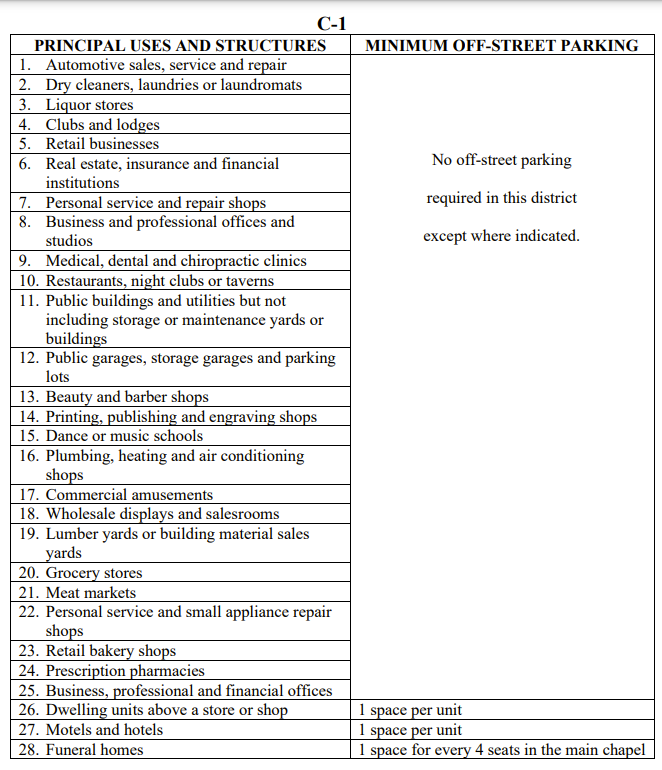 C-1
PRINCIPAL USES AND STRUCTURES MINIMUM OFF-STREET PARKING
1. Automotive sales, service and repair
2. Dry cleaners, laundries or laundromats
3. Liquor stores
4. Clubs and lodges
5. Retail businesses
6. Real estate, insurance and financial
institutions
7. Personal service and repair shops
8. Business and professional offices and
studios
9. Medical, dental and chiropractic clinics
10. Restaurants, night clubs or taverns
11. Public buildings and utilities but not
including storage or maintenance yards or
buildings
12. Public garages, storage garages and parking
lots
13. Beauty and barber shops
14. Printing, publishing and engraving shops
15. Dance or music schools
16. Plumbing, heating and air conditioning
shops
17. Commercial amusements
18. Wholesale displays and salesrooms
19. Lumber yards or building material sales
yards
20. Grocery stores
21. Meat markets
22. Personal service and small appliance repair
shops
23. Retail bakery shops
24. Prescription pharmacies
25. Business, professional and financial offices
No off-street parking
required in this district
except where indicated.
26. Dwelling units above a store or shop 1 space per unit
27. Motels and hotels 1 space per unit
28. Funeral homes 1 space for every 4 seats in the main chapel